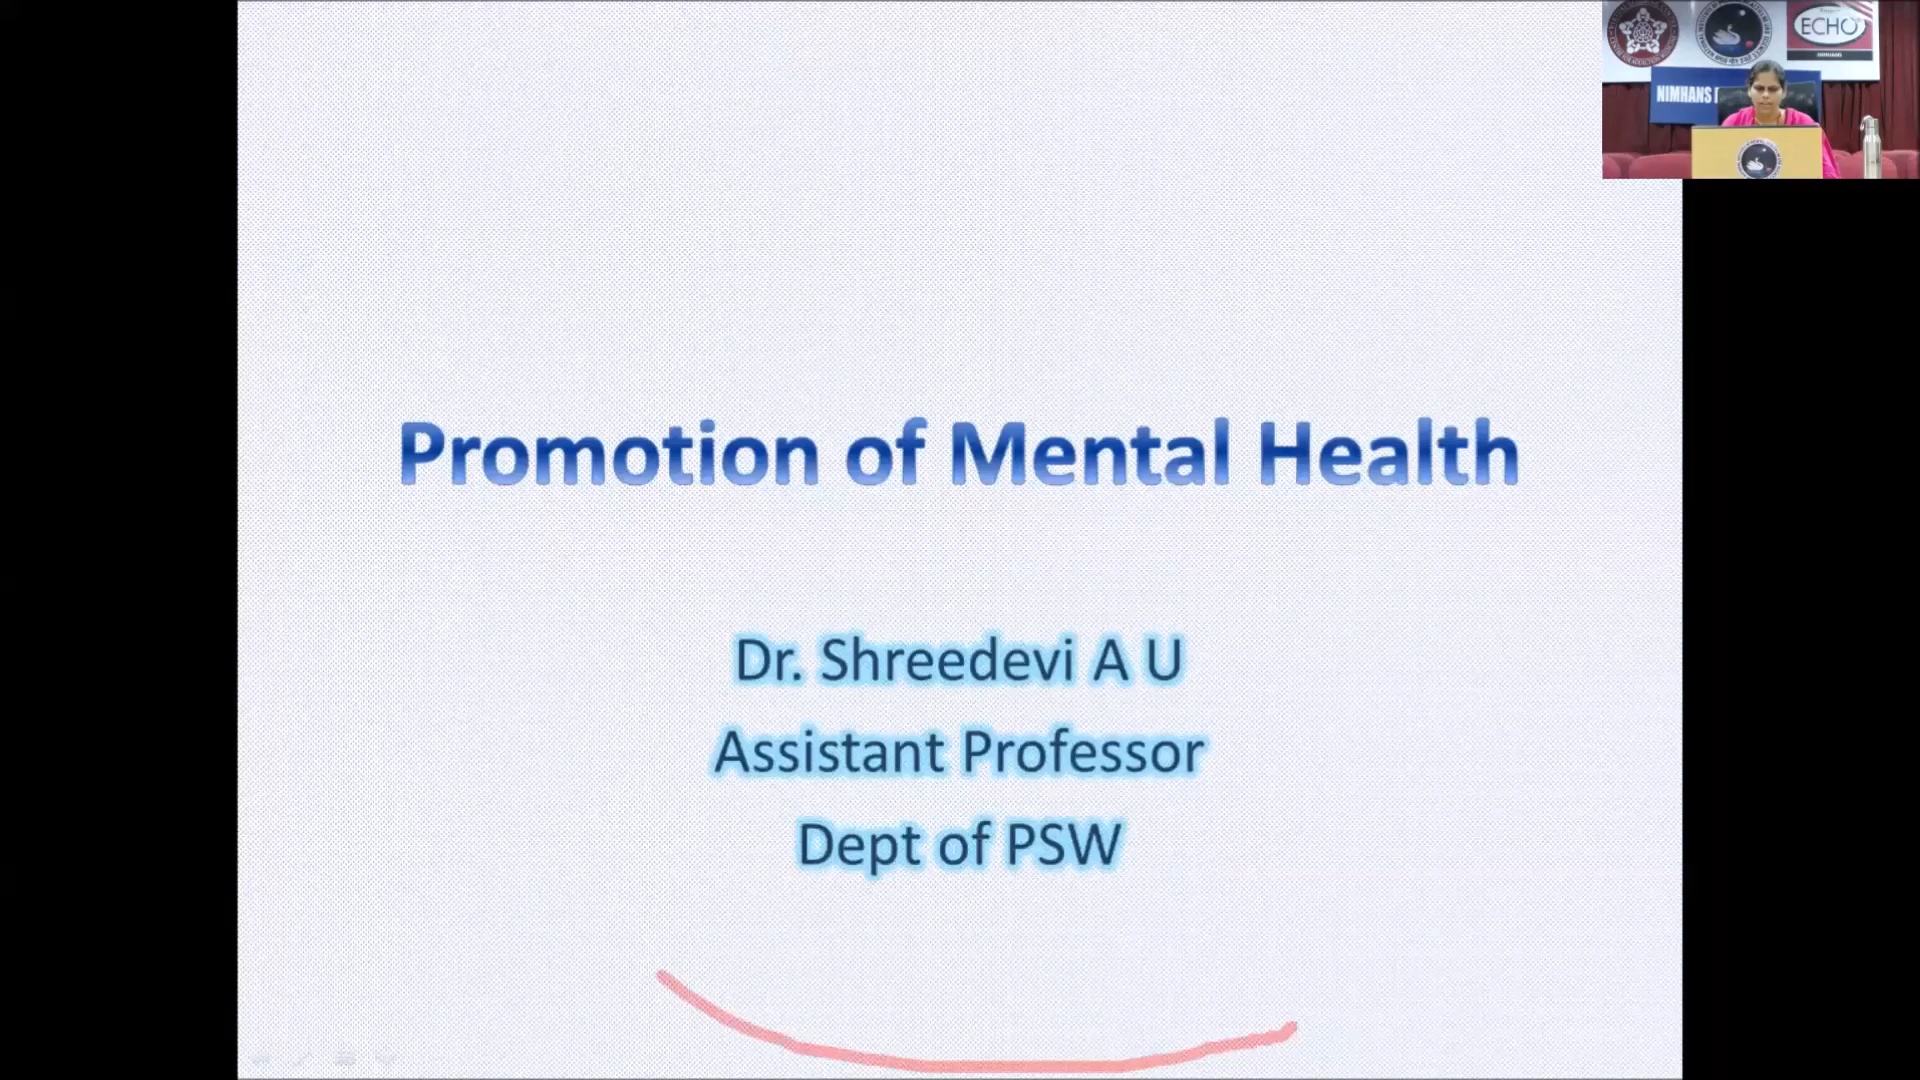 Promotion of Mental Health
Dr. Shreedevi A U
Assistant Professor
Dept of PSW
ECHO
NIMHANS